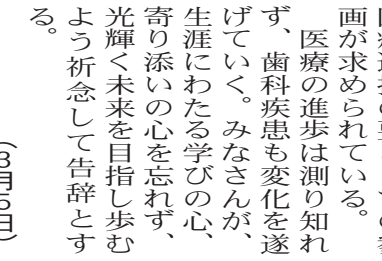 画が求められている。
　医療の進歩は測り知れ
ず、歯科疾患も変化を遂
げていく。みなさんが、
生涯にわたる学びの心、
寄り添いの心を忘れず、
光輝く未来を目指し歩む
よう祈念して告辞とす
る。
（３月５日）